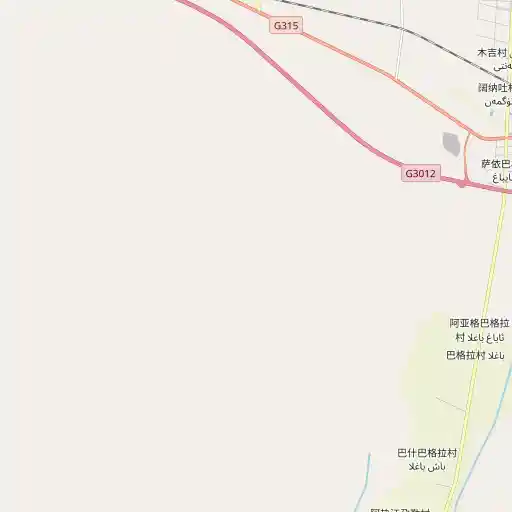 G315
木吉村
阔纳吐
萨依巴
G3012
阿亚格巴格拉
村 ئاياغ باغلا
巴格拉村 باغلا
巴什巴格拉村
باش باغلا